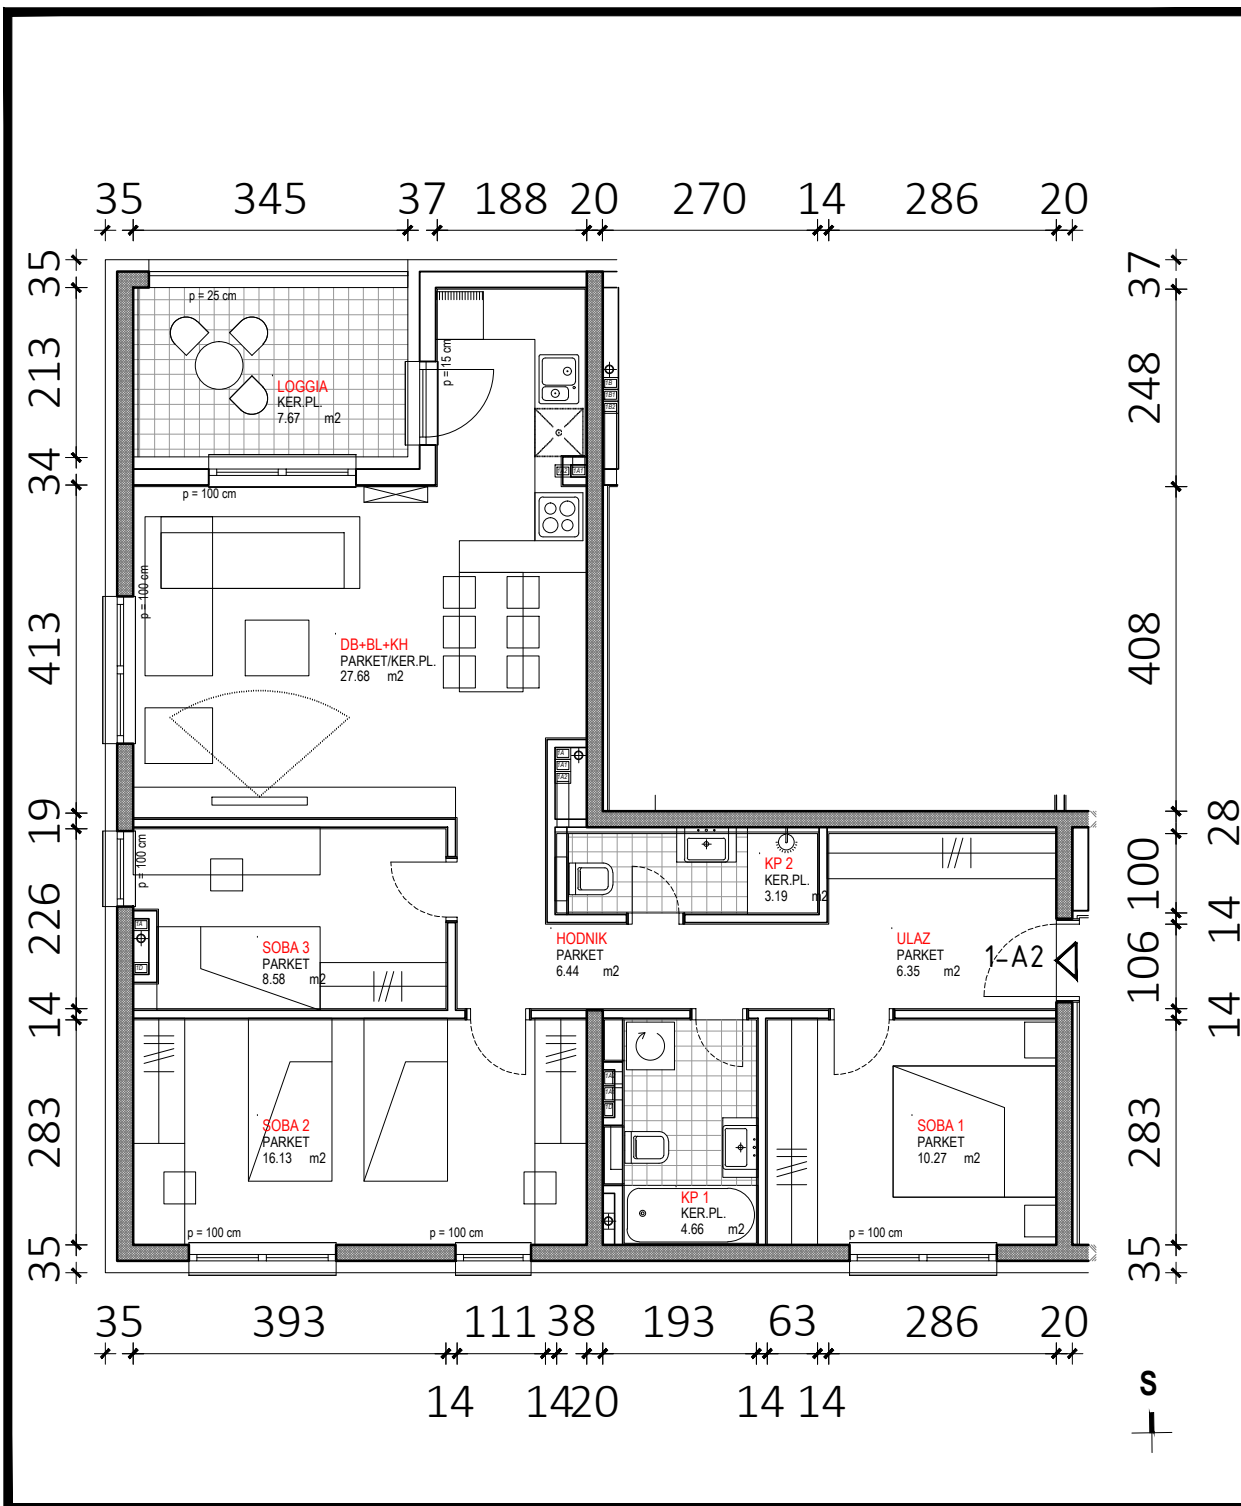 35 345 37 188 20 270 14 286 20
35 213 34 413 19 226 14 283 35
37 248 408 28 100 14 106 14 283 35
p = 25 cm
p = 15 cm
LOGGIA
KER.PL.
7.67 m2
p = 100 cm
p = 100 cm
DB+BL+KH
PARKET/KER.PL.
27.68 m2
p = 100 cm
KP 2
KER.PL.
3.19 m2
SOBA 3
PARKET
8.58 m2
HODNIK
PARKET
6.44 m2
ULAZ
PARKET
6.35 m2
1-A2
SOBA 2
PARKET
16.13 m2
KP 1
KER.PL.
4.66 m2
SOBA 1
PARKET
10.27 m2
p = 100 cm
p = 100 cm
p = 100 cm
35 393 111 38 193 63 286 20
14 14 20 14 14
S